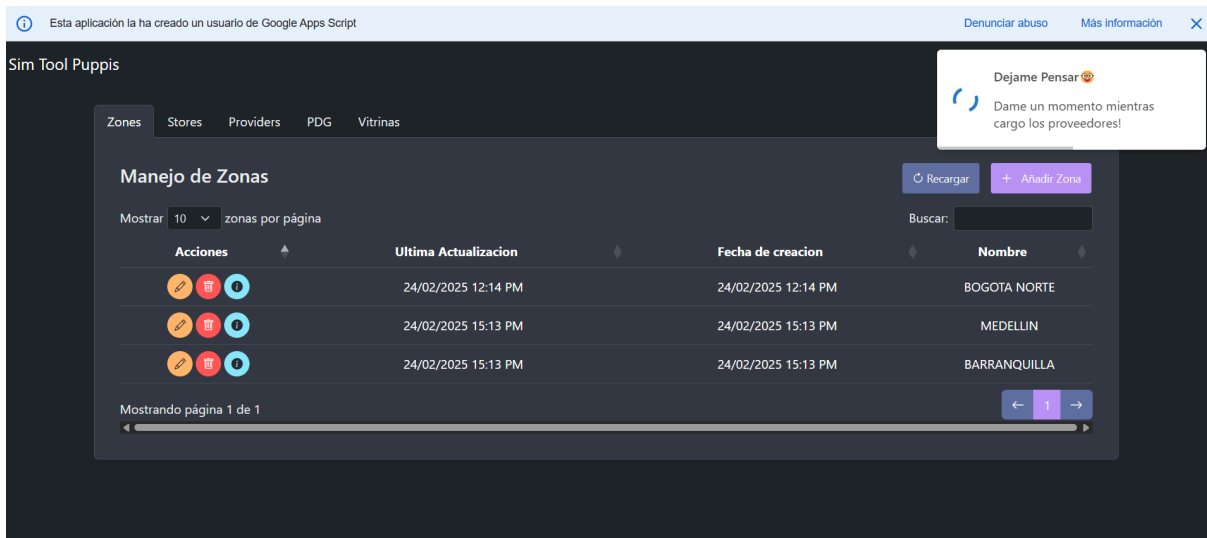 Esta aplicación la ha creado un usuario de Google Apps Script Denunciar abuso Más información
Sim Tool Puppis
Dejame Pensar🤓
Dame un momento mientras
cargo los proveedores!
Zones Stores Providers PDG Vitrinas
Manejo de Zonas
Recargar + Añadir Zona
Mostrar 10 zonas por página Buscar:
Acciones Ultima Actualizacion Fecha de creacion Nombre
24/02/2025 12:14 PM 24/02/2025 12:14 PM BOGOTA NORTE
24/02/2025 15:13 PM 24/02/2025 15:13 PM MEDELLIN
24/02/2025 15:13 PM 24/02/2025 15:13 PM BARRANQUILLA
Mostrando página 1 de 1 ← 1 →